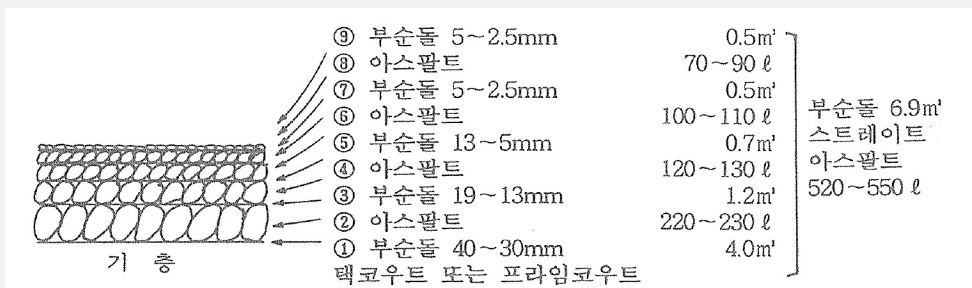 ⑨ 부순돌 5~2.5mm 0.5㎥
⑧ 아스팔트 70~90 ℓ
⑦ 부순돌 5~2.5mm 0.5㎥
⑥ 아스팔트 100~110 ℓ
⑤ 부순돌 13~5mm 0.7㎥
④ 아스팔트 120~130 ℓ
③ 부순돌 19~13mm 1.2㎥
② 아스팔트 220~230 ℓ
① 부순돌 40~30mm 4.0㎥
택코우트 또는 프라임코우트
기 층
부순돌 6.9㎥
스트레이트
아스팔트
520~550 ℓ